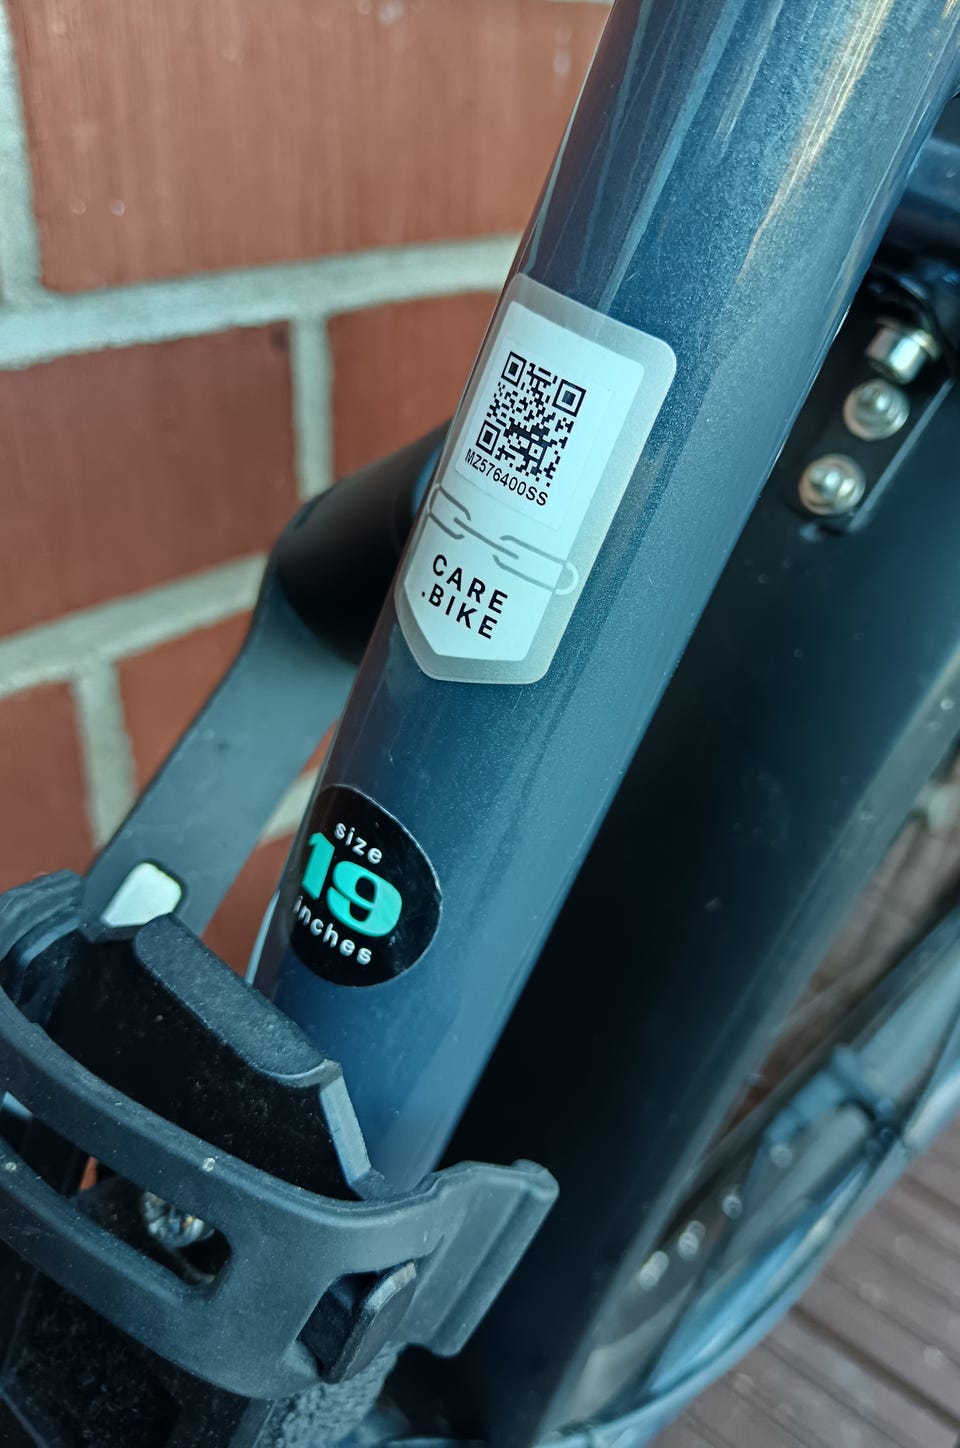 MZ576400SS
CARE
.BIKE
size
19
inches